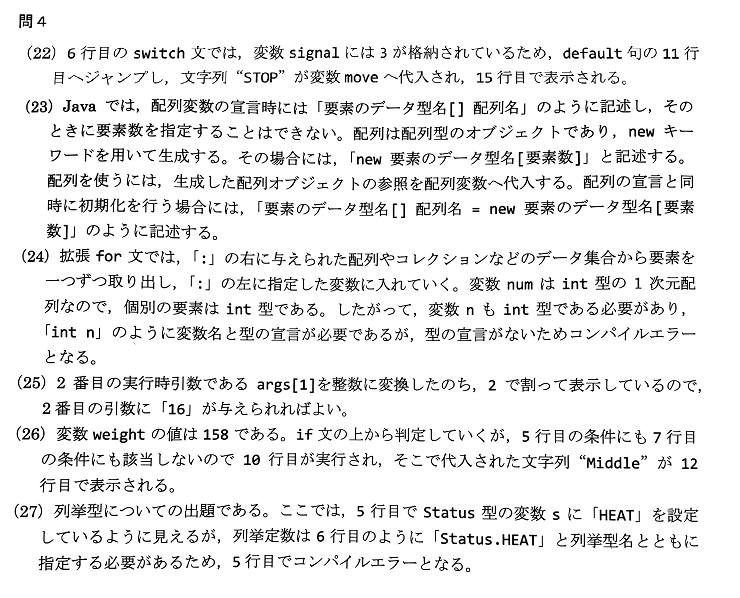 問4
(22) 6 行目の switch 文では，変数 signal には 3 が格納されているため，default 句の 11 行
目へジャンプし，文字列 “STOP” が変数 move へ代入され，15 行目で表示される。
(23) Java では，配列変数の宣言時には「要素のデータ型名[] 配列名」のように記述し，その
ときに要素数を指定することはできない。配列は配列型のオブジェクトであり，new キー
ワードを用いて生成する。その場合には，「new 要素のデータ型名[要素数]」と記述する。
配列を使うには，生成した配列オブジェクトの参照を配列変数へ代入する。配列の宣言と同
時に初期化を行う場合には，「要素のデータ型名[] 配列名 = new 要素のデータ型名[要素
数]」のように記述する。
(24) 拡張 for 文では，「:」の右に与えられた配列やコレクションなどのデータ集合から要素を
一つずつ取り出し，「:」の左に指定した変数に入れていく。変数 num は int 型の 1 次元配
列なので，個別の要素は int 型である。したがって，変数 n も int 型である必要があり，
「int n」のように変数名と型の宣言が必要であるが，型の宣言がないためコンパイルエラー
となる。
(25) 2 番目の実行時引数である args[1]を整数に変換したのち，2 で割って表示しているので，
2 番目の引数に「16」が与えられればよい。
(26) 変数 weight の値は 158 である。if 文の上から判定していくが，5 行目の条件にも 7 行目
の条件にも該当しないので 10 行目が実行され，そこで代入された文字列 “Middle” が 12
行目で表示される。
(27) 列挙型についての出題である。ここでは，5 行目で Status 型の変数 s に「HEAT」を設定
しているように見えるが，列挙定数は 6 行目のように「Status.HEAT」と列挙型名とともに
指定する必要があるため，5 行目でコンパイルエラーとなる。